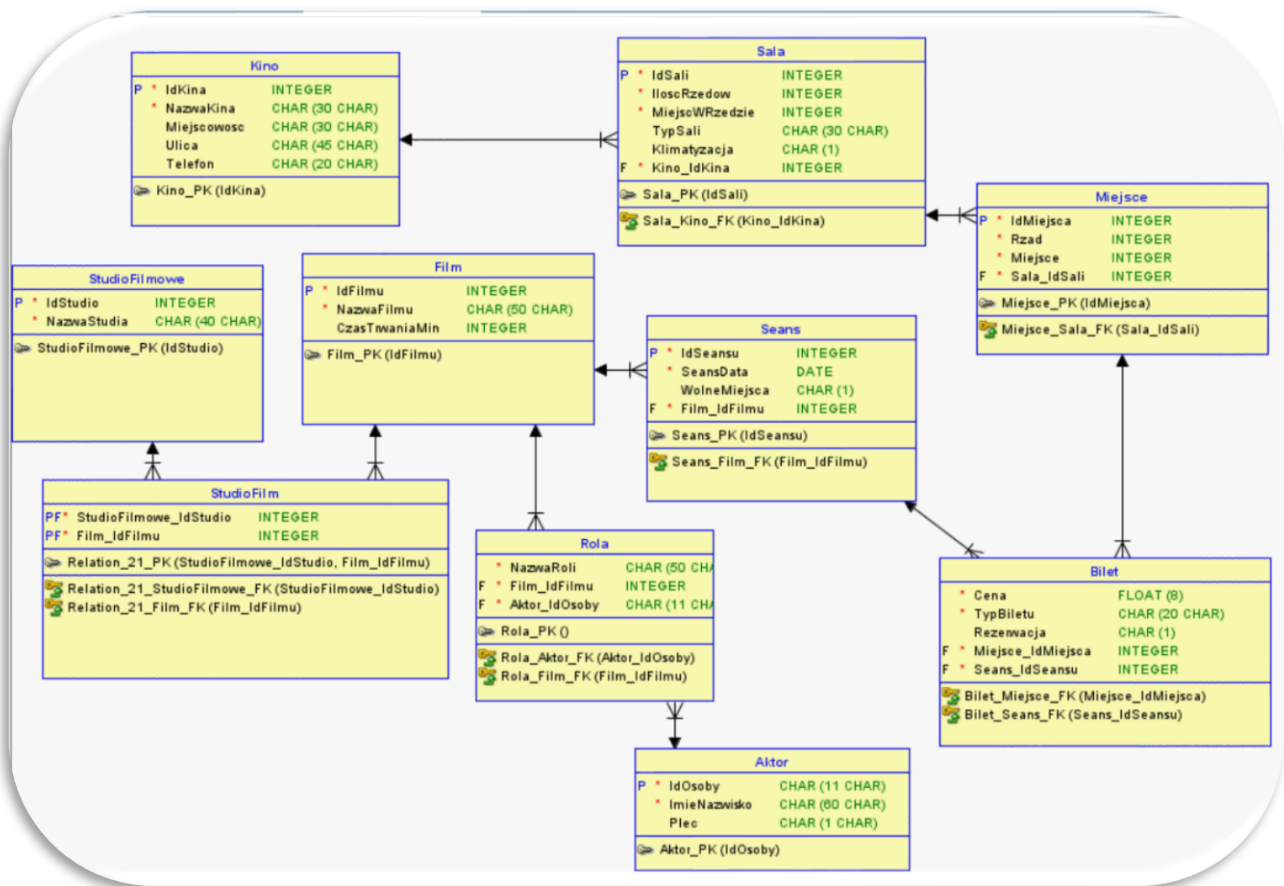 Kino
P * IdKina INTEGER
* NazwaKina CHAR (30 CHAR)
Miejscowosc CHAR (30 CHAR)
Ulica CHAR (45 CHAR)
Telefon CHAR (20 CHAR)
Kino_PK (IdKina)
Sala
P * IdSali INTEGER
* IloscRzedow INTEGER
* MiejscWRzedzie INTEGER
TypSali CHAR (30 CHAR)
Klimatyzacja CHAR (1)
F * Kino_IdKina INTEGER
Sala_PK (IdSali)
Sala_Kino_FK (Kino_IdKina)
Miejsce
P * IdMiejsca INTEGER
* Rzad INTEGER
* Miejsce INTEGER
F * Sala_IdSali INTEGER
Miejsce_PK (IdMiejsca)
Miejsce_Sala_FK (Sala_IdSali)
StudioFilmowe
P * IdStudio INTEGER
* NazwaStudia CHAR (40 CHAR)
StudioFilmowe_PK (IdStudio)
Film
P * IdFilmu INTEGER
* NazwaFilmu CHAR (50 CHAR)
CzasTrwaniaMin INTEGER
Film_PK (IdFilmu)
Seans
P * IdSeansu INTEGER
* SeansData DATE
WolneMiejsca CHAR (1)
F * Film_IdFilmu INTEGER
Seans_PK (IdSeansu)
Seans_Film_FK (Film_IdFilmu)
StudioFilm
PF* StudioFilmowe_IdStudio INTEGER
PF* Film_IdFilmu INTEGER
Relation_21_PK (StudioFilmowe_IdStudio, Film_IdFilmu)
Relation_21_StudioFilmowe_FK (StudioFilmowe_IdStudio)
Relation_21_Film_FK (Film_IdFilmu)
Rola
* NazwaRoli CHAR (50 CHA
F * Film_IdFilmu INTEGER
F * Aktor_IdOsoby CHAR (11 CHA
Rola_PK ()
Rola_Aktor_FK (Aktor_IdOsoby)
Rola_Film_FK (Film_IdFilmu)
Bilet
* Cena FLOAT (8)
* TypBiletu CHAR (20 CHAR)
Rezerwacja CHAR (1)
F * Miejsce_IdMiejsca INTEGER
F * Seans_IdSeansu INTEGER
Bilet_Miejsce_FK (Miejsce_IdMiejsca)
Bilet_Seans_FK (Seans_IdSeansu)
Aktor
P * IdOsoby CHAR (11 CHAR)
* ImieNazwisko CHAR (60 CHAR)
Plec CHAR (1 CHAR)
Aktor_PK (IdOsoby)